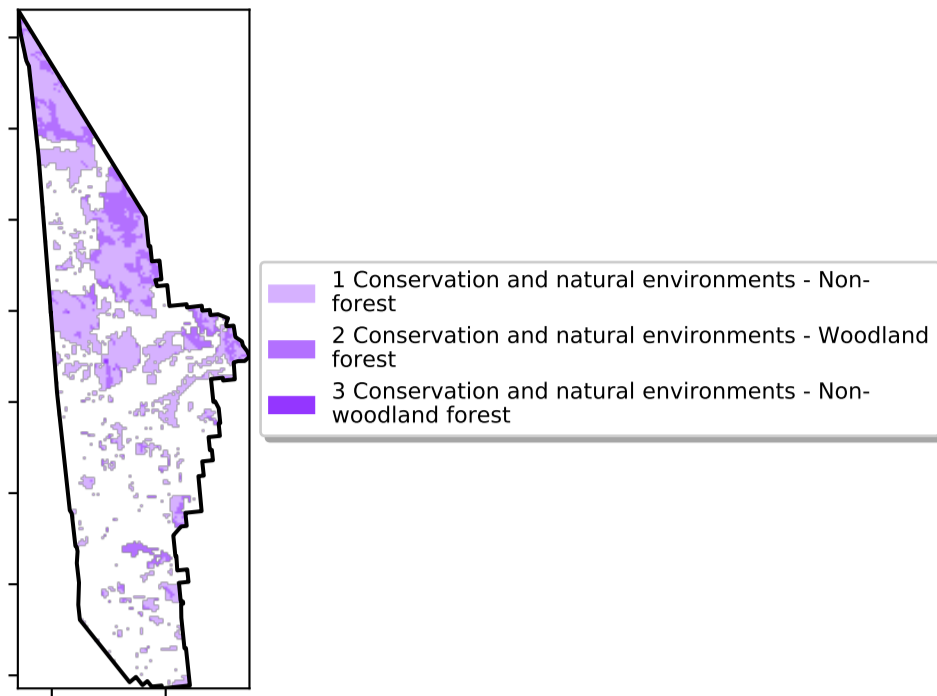 1 Conservation and natural environments - Non-
forest
2 Conservation and natural environments - Woodland
forest
3 Conservation and natural environments - Non-
woodland forest